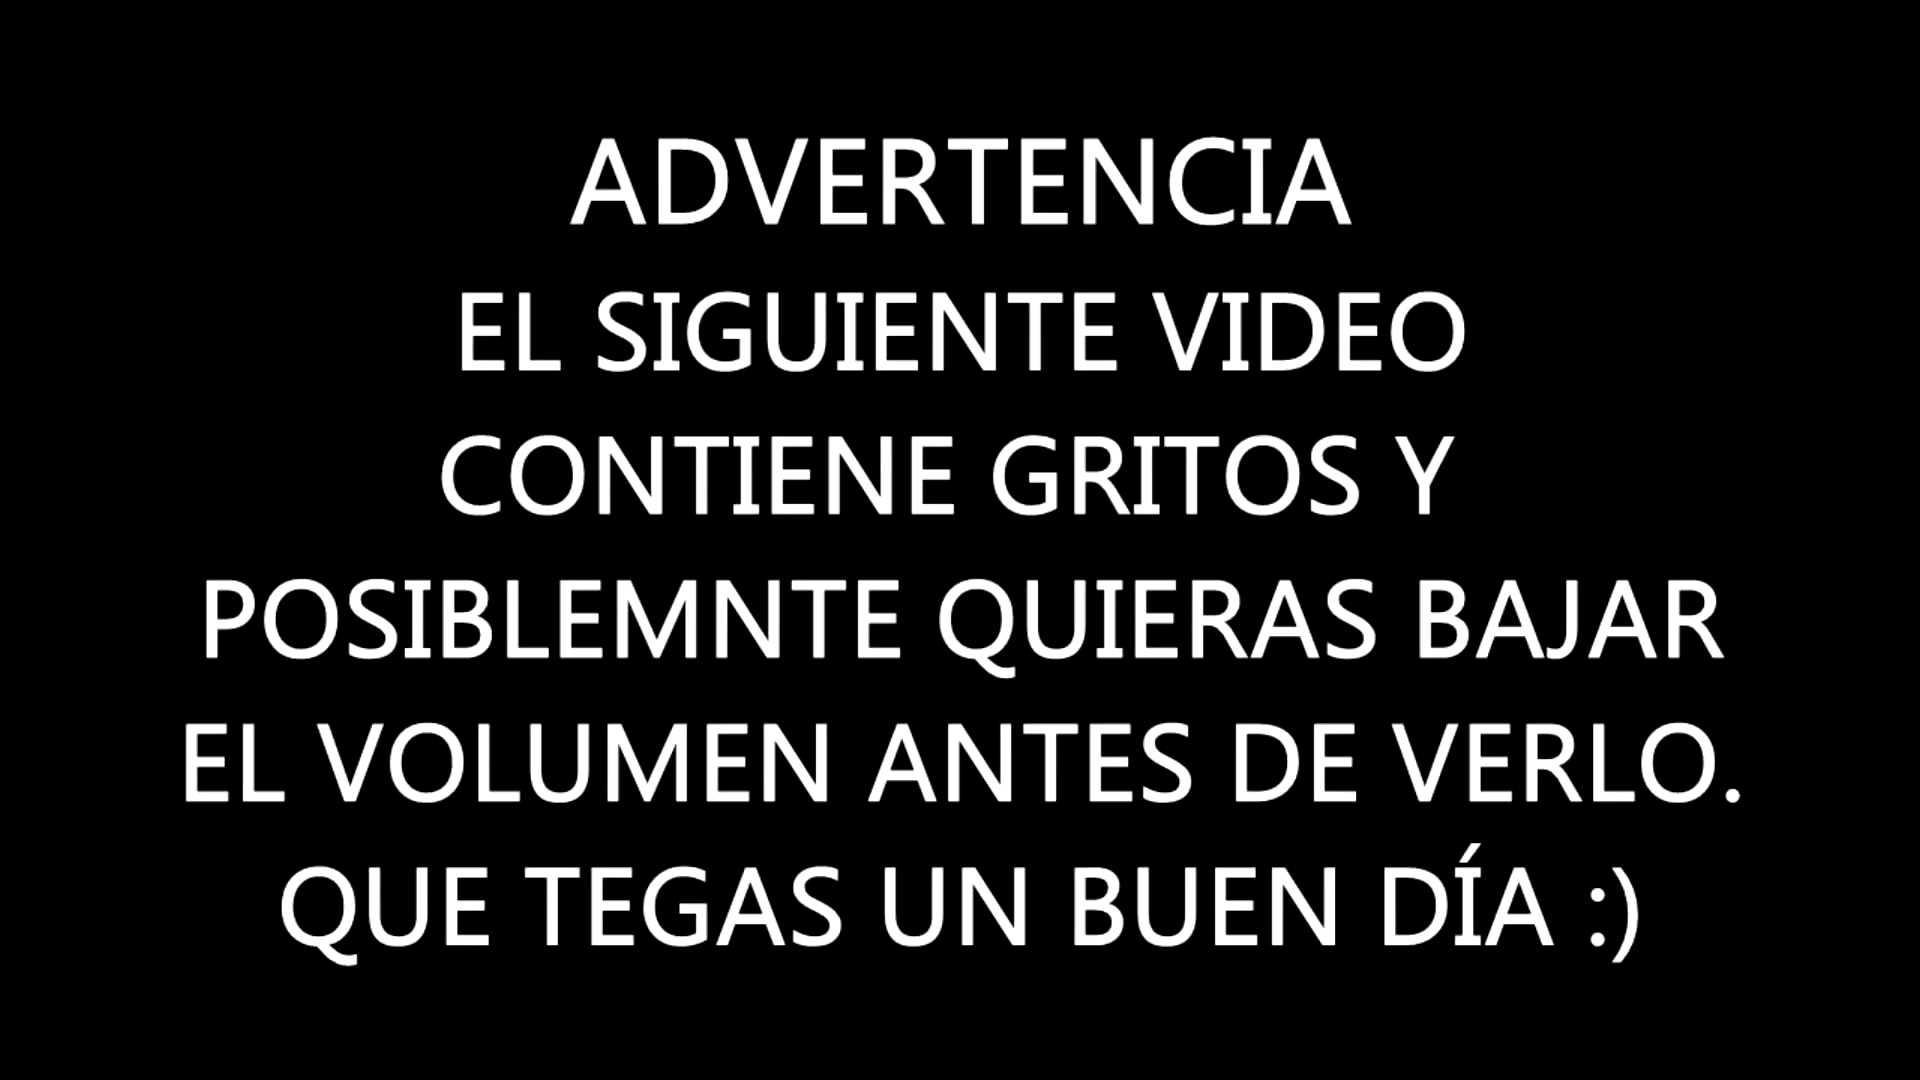 ADVERTENCIA
EL SIGUIENTE VIDEO
CONTIENE GRITOS Y
POSIBLEMNTE QUIERAS BAJAR
EL VOLUMEN ANTES DE VERLO.
QUE TEGAS UN BUEN DÍA :)